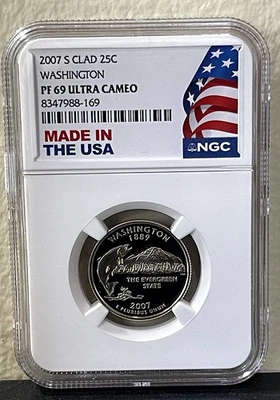 2007 S CLAD 25C
WASHINGTON
PF 69 ULTRA CAMEO
8347988-169
MADE IN
THE USA
NGC
WASHINGTON
1889
THE EVERGREEN
STATE
2007
E PLURIBUS UNUM